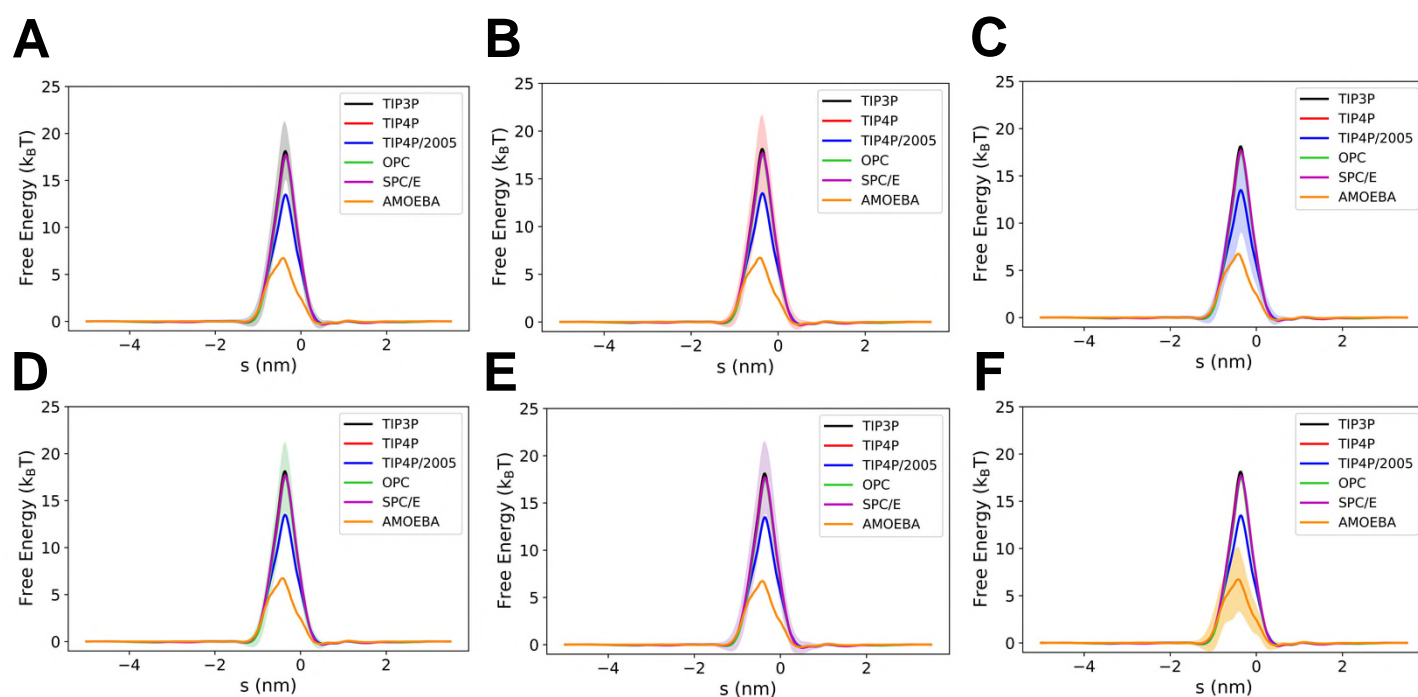 A
B
C
25
20
15
10
5
0
Free Energy (kBT)
TIP3P
TIP4P
TIP4P/2005
OPC
SPC/E
AMOEBA
−4
−2
0
2
s (nm)
25
20
15
10
5
0
Free Energy (kBT)
TIP3P
TIP4P
TIP4P/2005
OPC
SPC/E
AMOEBA
−4
−2
0
2
s (nm)
25
20
15
10
5
0
Free Energy (kBT)
TIP3P
TIP4P
TIP4P/2005
OPC
SPC/E
AMOEBA
−4
−2
0
2
s (nm)
D
E
F
25
20
15
10
5
0
Free Energy (kBT)
TIP3P
TIP4P
TIP4P/2005
OPC
SPC/E
AMOEBA
−4
−2
0
2
s (nm)
25
20
15
10
5
0
Free Energy (kBT)
TIP3P
TIP4P
TIP4P/2005
OPC
SPC/E
AMOEBA
−4
−2
0
2
s (nm)
25
20
15
10
5
0
Free Energy (kBT)
TIP3P
TIP4P
TIP4P/2005
OPC
SPC/E
AMOEBA
−4
−2
0
2
s (nm)